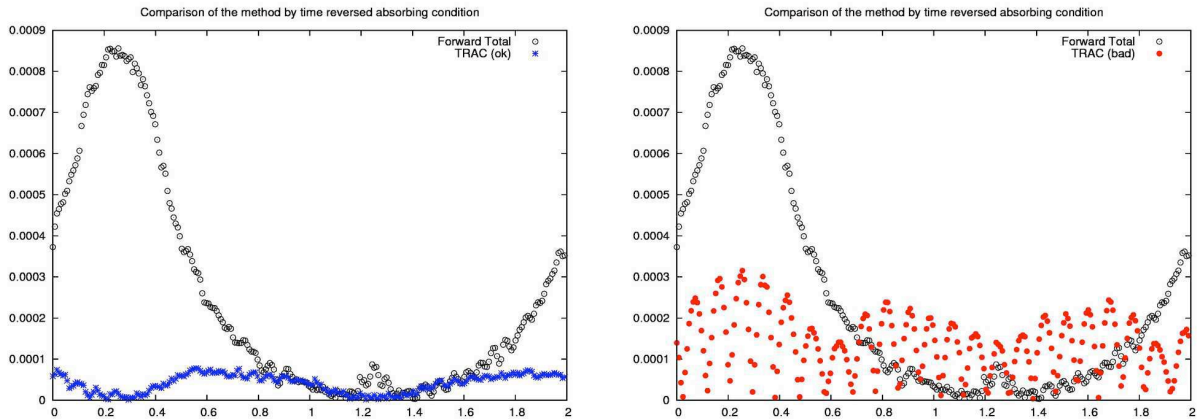 Comparison of the method by time reversed absorbing condition
0.0009
0.0008
0.0007
0.0006
0.0005
0.0004
0.0003
0.0002
0.0001
0
Forward Total
TRAC (ok)
0 0.2 0.4 0.6 0.8 1 1.2 1.4 1.6 1.8 2
Comparison of the method by time reversed absorbing condition
0.0009
0.0008
0.0007
0.0006
0.0005
0.0004
0.0003
0.0002
0.0001
0
Forward Total
TRAC (bad)
0 0.2 0.4 0.6 0.8 1 1.2 1.4 1.6 1.8 2